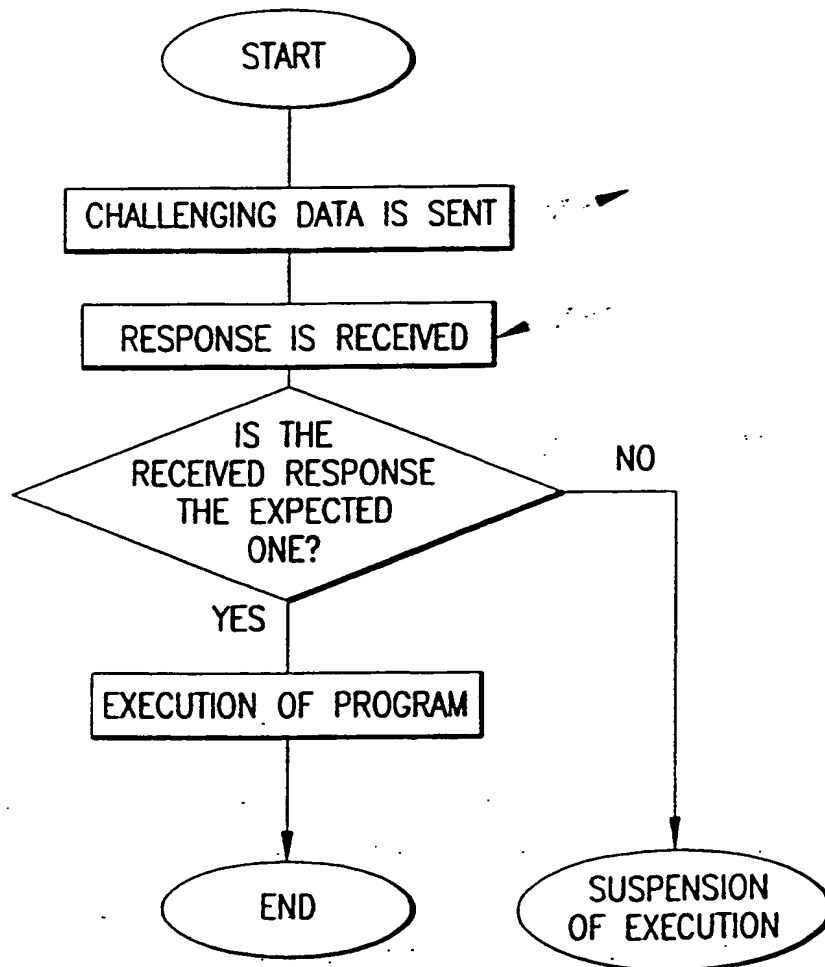 START
CHALLENGING DATA IS SENT
RESPONSE IS RECEIVED
IS THE
RECEIVED RESPONSE
THE EXPECTED
ONE?
NO
YES
EXECUTION OF PROGRAM
END
SUSPENSION
OF EXECUTION